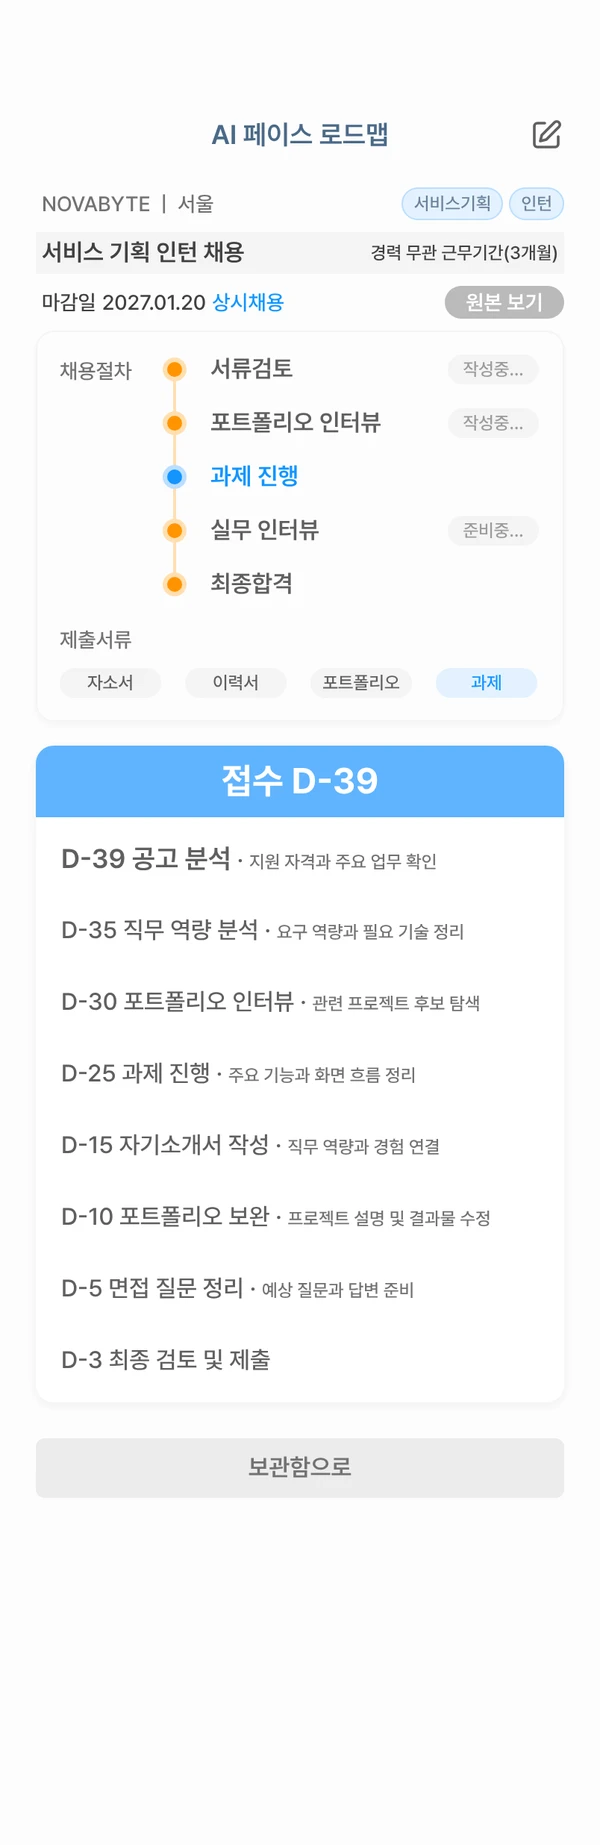 AI 페이스 로드맵
NOVABYTE | 서울 서비스기획 인턴
서비스 기획 인턴 채용 경력 무관 근무기간(3개월)
마감일 2027.01.20 상시채용 원본 보기
채용절차 서류검토 작성중...
포트폴리오 인터뷰 작성중...
과제 진행
실무 인터뷰 준비중...
최종합격
제출서류
자소서 이력서 포트폴리오 과제
접수 D-39
D-39 공고 분석 · 지원 자격과 주요 업무 확인
D-35 직무 역량 분석 · 요구 역량과 필요 기술 정리
D-30 포트폴리오 인터뷰 · 관련 프로젝트 후보 탐색
D-25 과제 진행 · 주요 기능과 화면 흐름 정리
D-15 자기소개서 작성 · 직무 역량과 경험 연결
D-10 포트폴리오 보완 · 프로젝트 설명 및 결과물 수정
D-5 면접 질문 정리 · 예상 질문과 답변 준비
D-3 최종 검토 및 제출
보관함으로